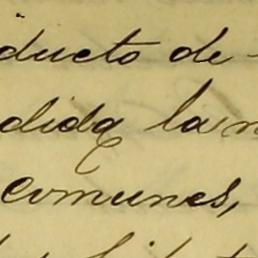 ducto de
dida la m
comunes,